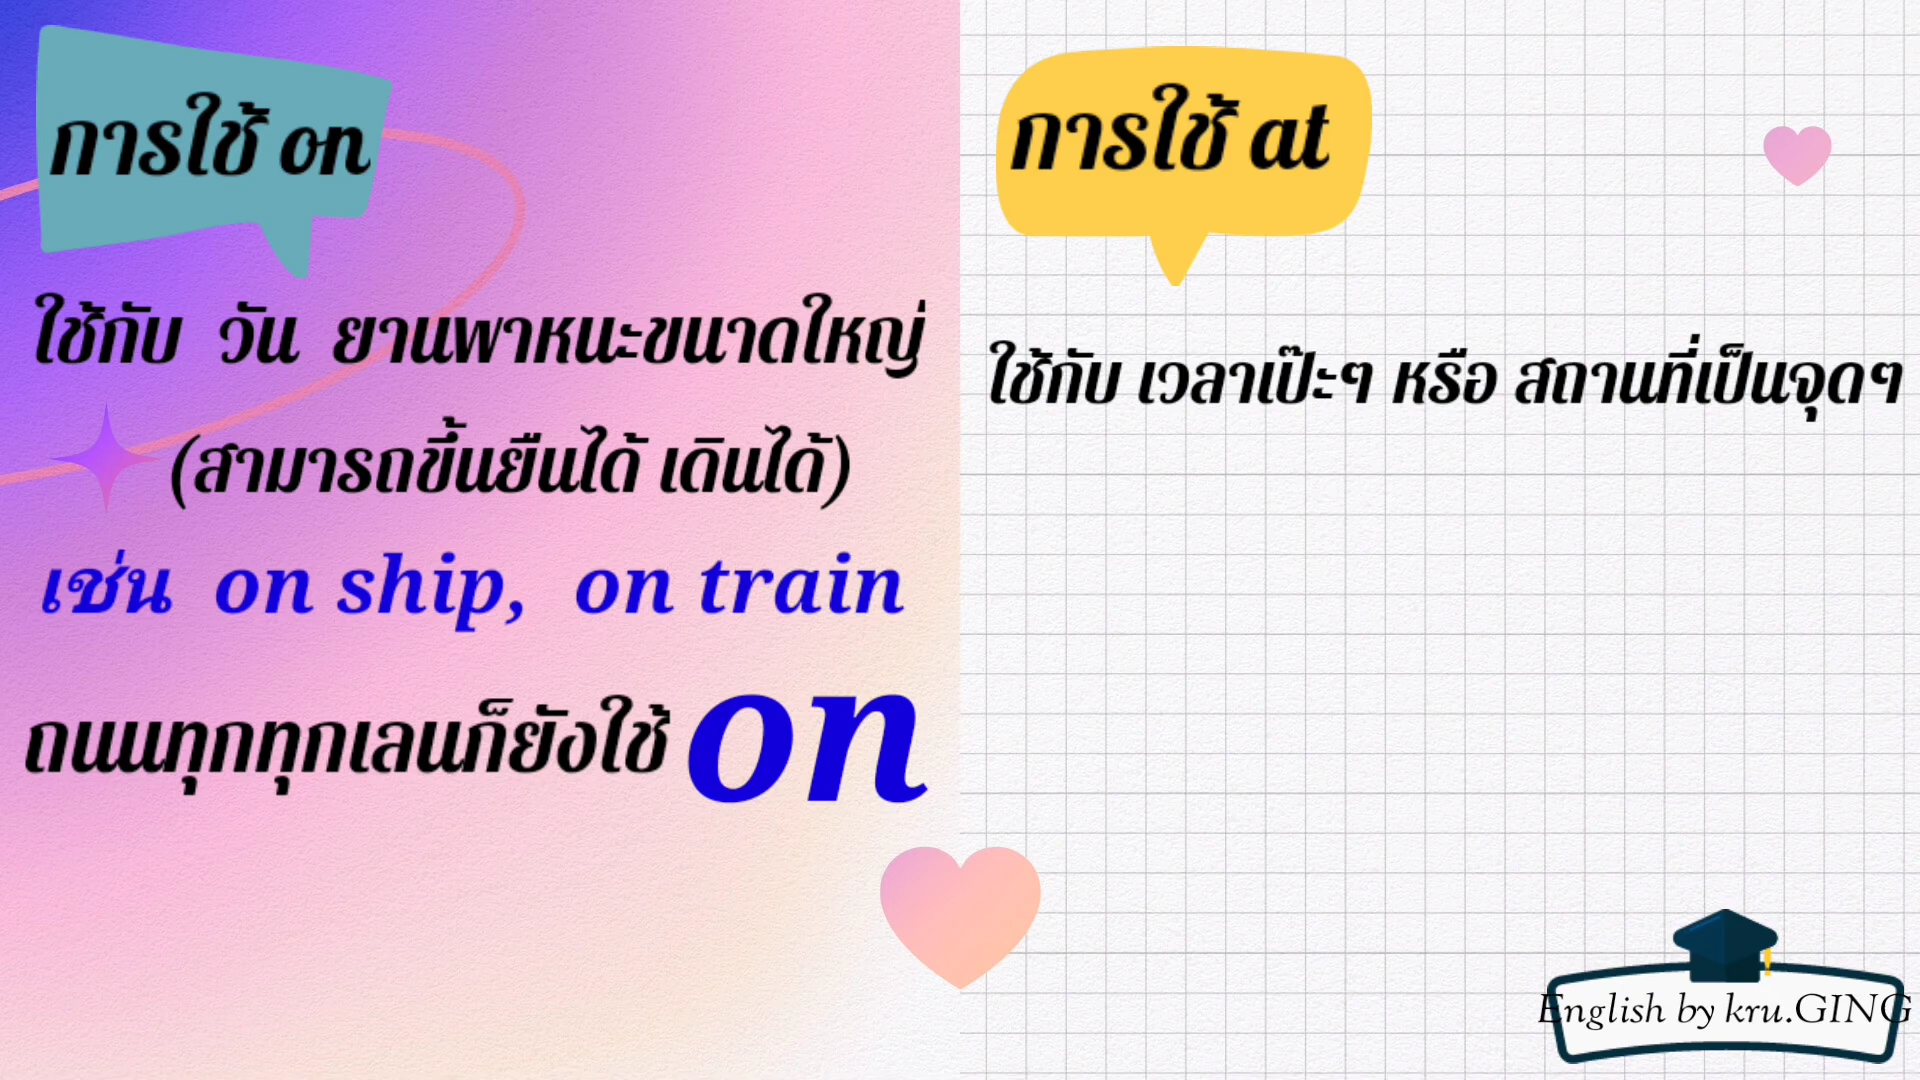 การใช้ on
ใช้กับ วัน ยานพาหนะขนาดใหญ่
(สามารถขึ้นยืนได้ เดินได้)
เช่น on ship, on train
ถนนทุกทุกเลนก็ยังใช้ on
การใช้ at
ใช้กับ เวลาเป๊ะๆ หรือ สถานที่เป็นจุดๆ
English by kru.GING